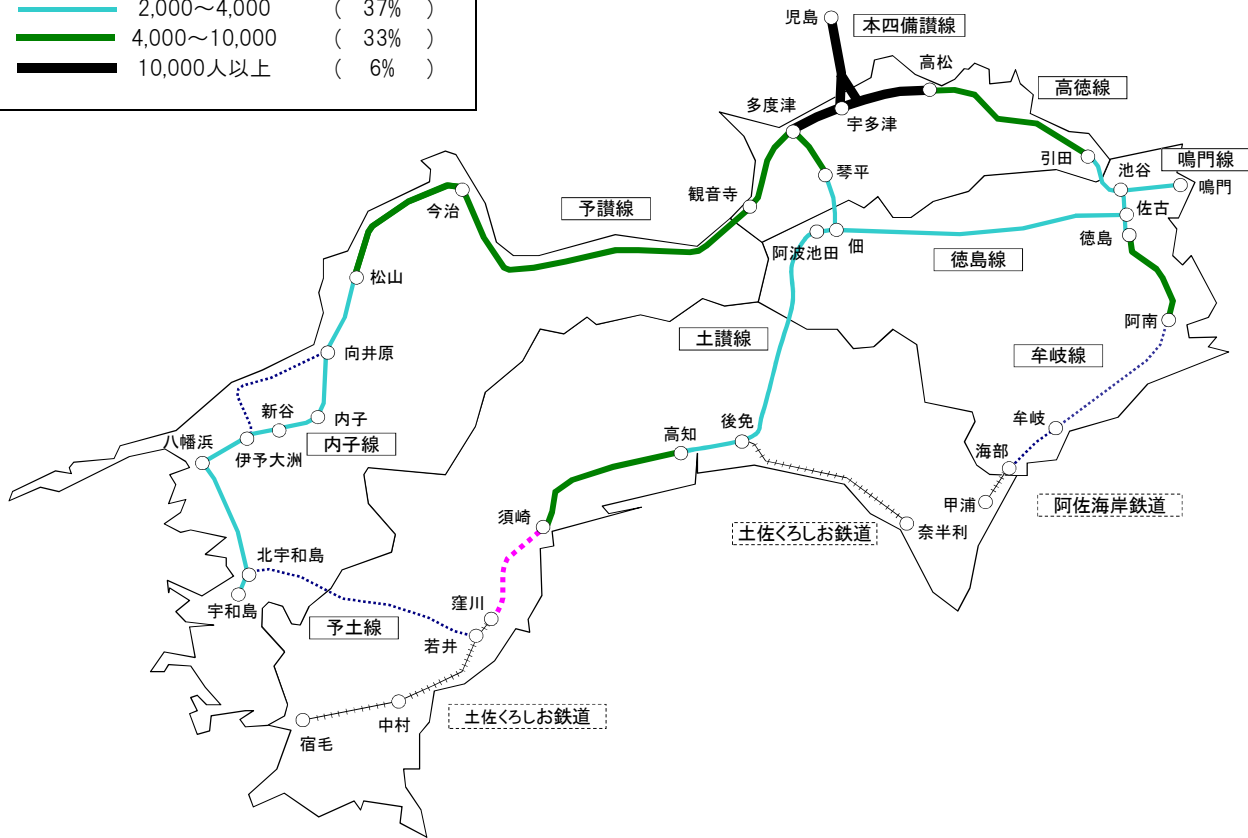 2,000～4,000 ( 37% )
4,000～10,000 ( 33% )
10,000人以上 ( 6% )
児島
本四備讃線
高松
高徳線
多度津
宇多津
引田
池谷
鳴門線
鳴門
琴平
観音寺
今治
予讃線
佐古
徳島
阿波池田
佃
徳島線
松山
阿南
土讃線
向井原
牟岐線
新谷
内子
後免
牟岐
八幡浜
伊予大洲
内子線
高知
海部
甲浦
阿佐海岸鉄道
須崎
土佐くろしお鉄道
奈半利
北宇和島
宇和島
窪川
予土線
若井
中村
土佐くろしお鉄道
宿毛